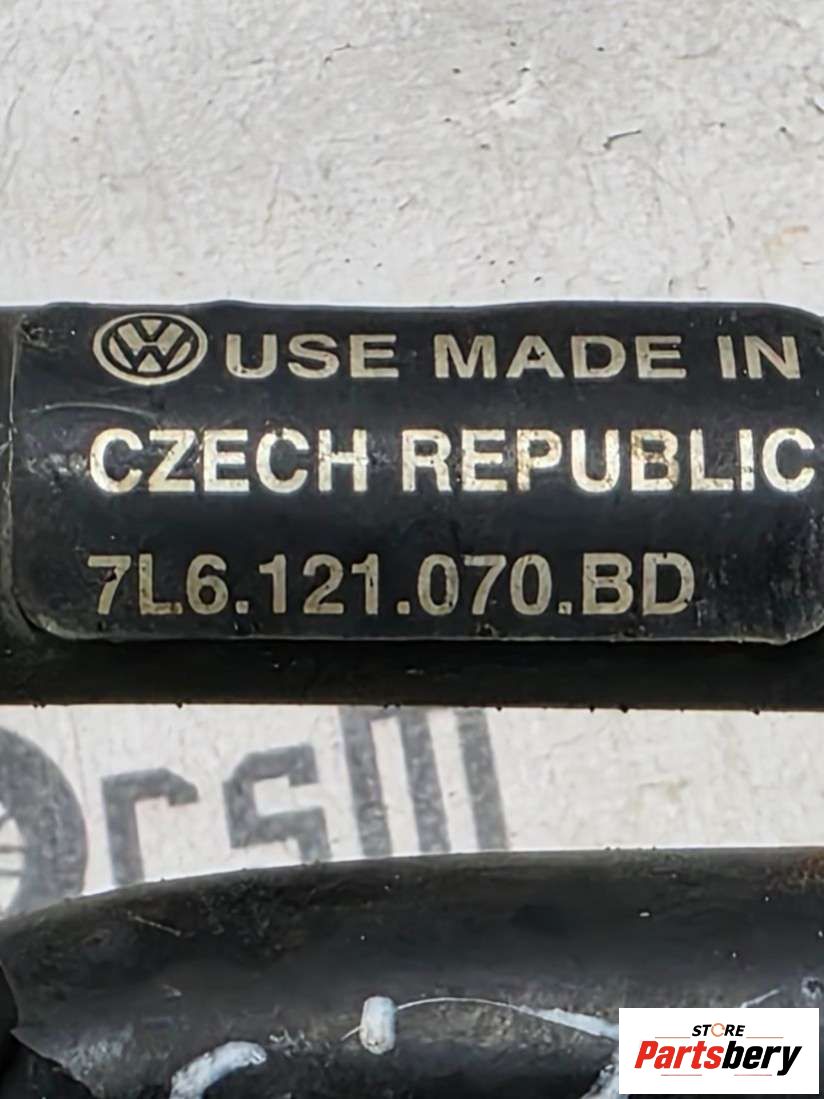 USE MADE IN
CZECH REPUBLIC
7L6.121.070.BD
STORE
Partsbery